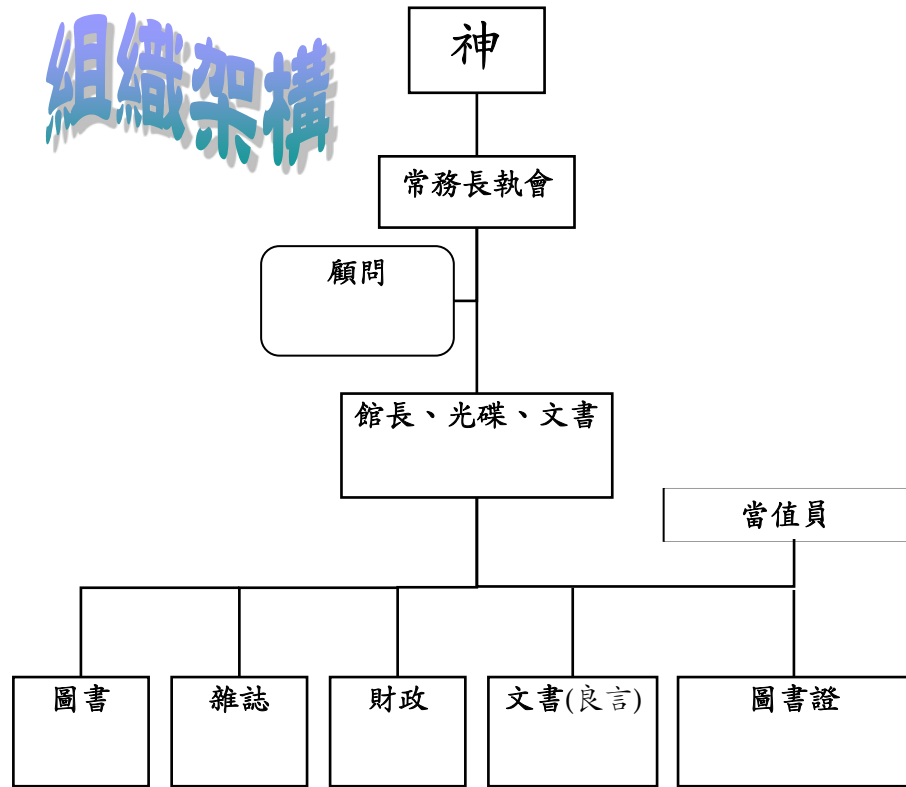 組織架構
神
常務長執會
顧問
館長、光碟、文書
當值員
圖書
雜誌
財政
文書(良言)
圖書證